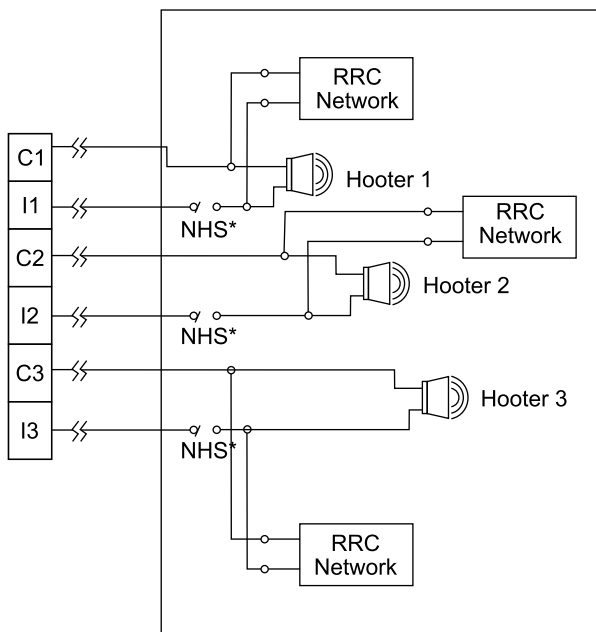 RRC
Network
C1
Hooter 1
I1
NHS*
RRC
Network
C2
Hooter 2
I2
NHS*
C3
Hooter 3
I3
NHS*
RRC
Network